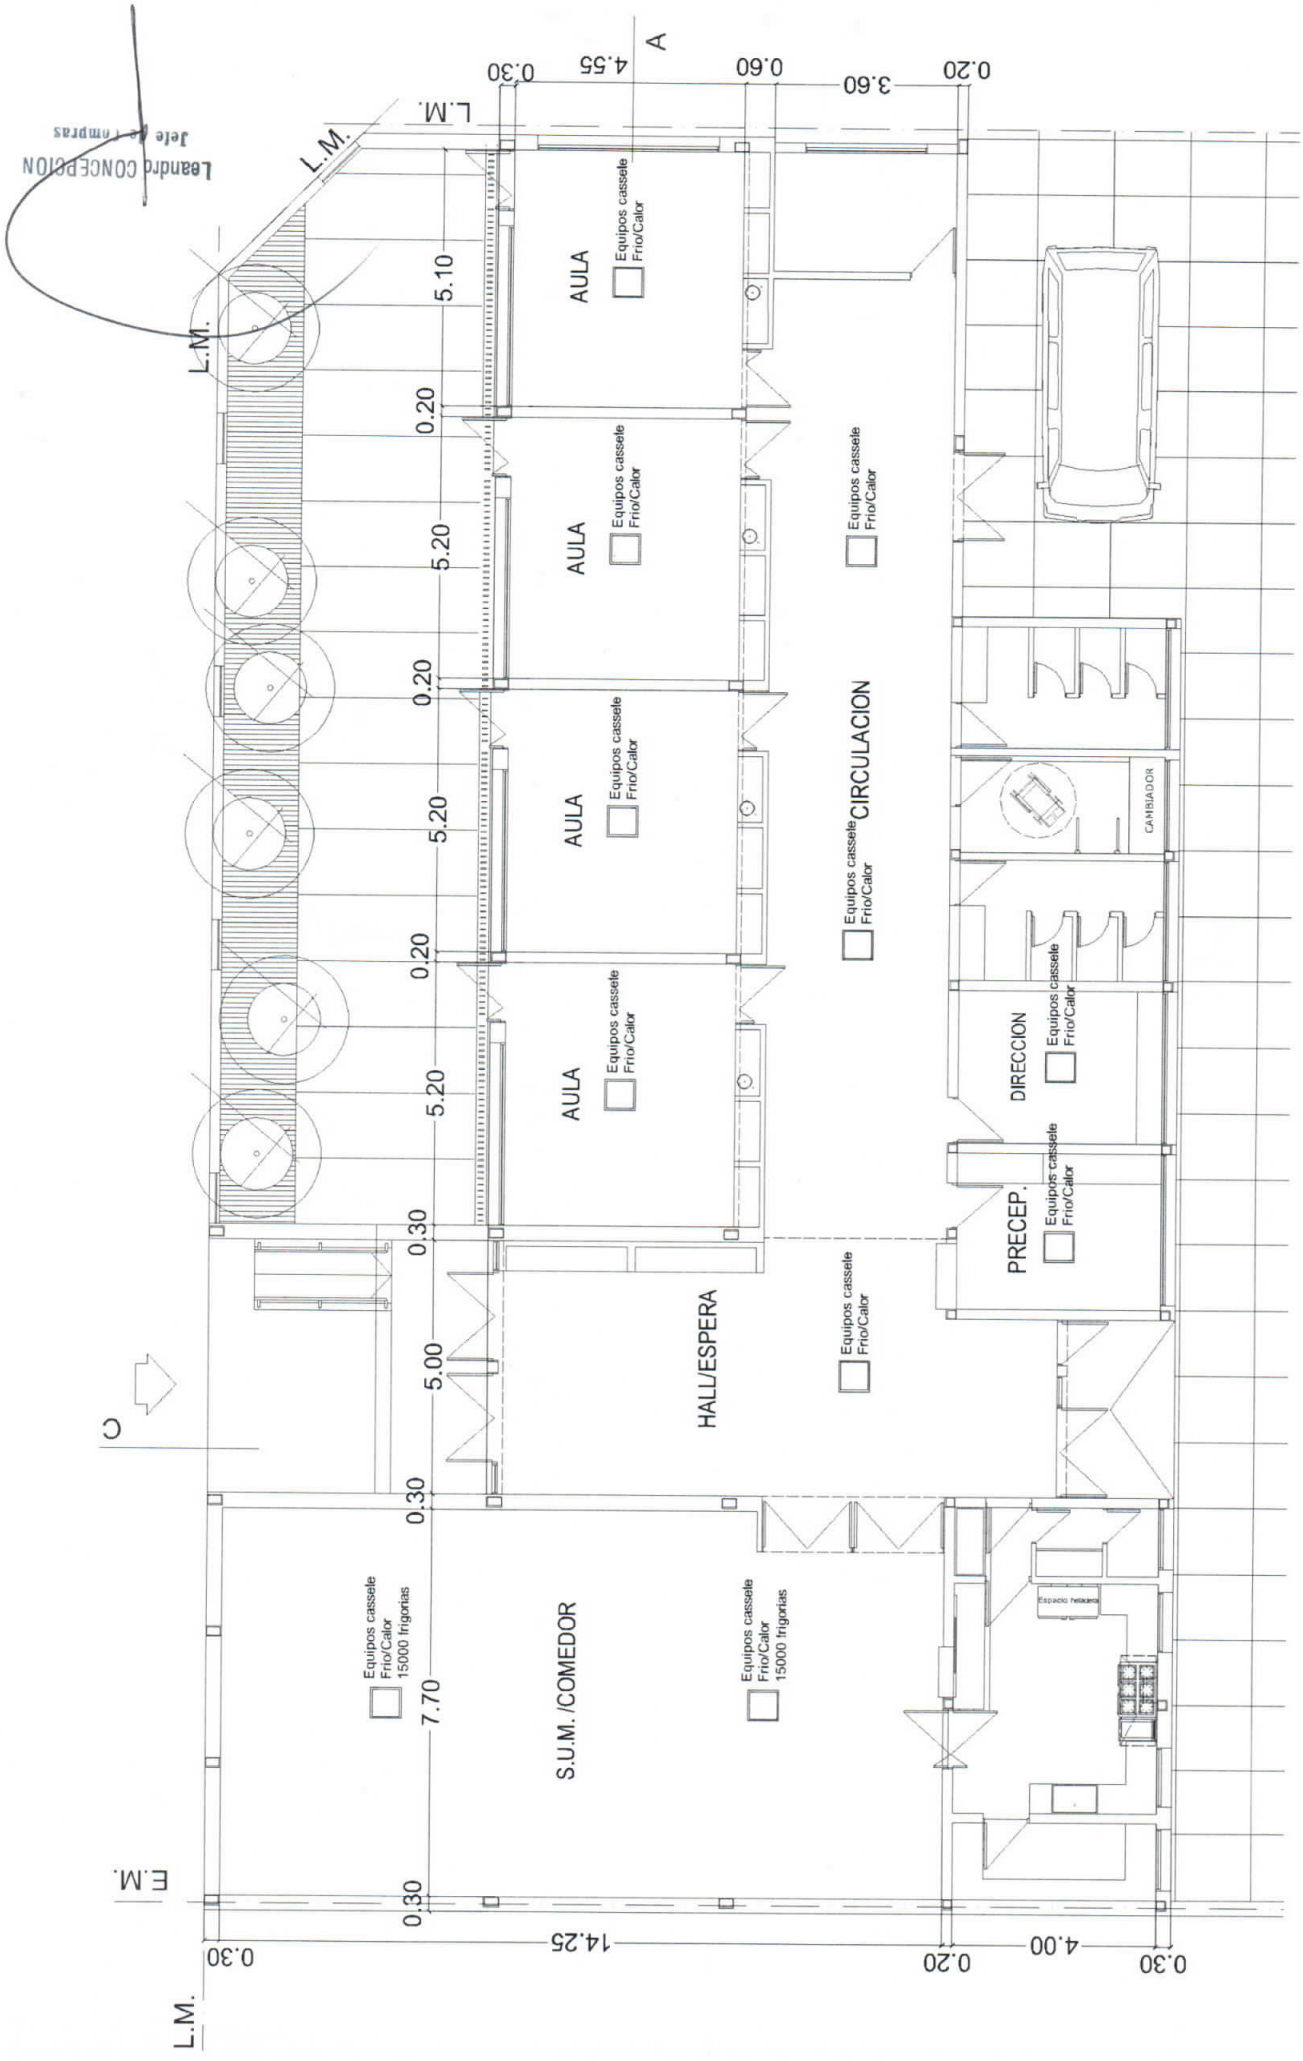 Leandro CONCEPCION
Jefe de Compras
L.M.
E.M.
C
L.M.
L.M.
L.M.
A
0.30
14.25
0.20
4.00
0.30
0.30
7.70
0.30
5.00
0.30
5.20
0.20
5.20
0.20
5.20
0.20
5.10
0.30
4.55
0.60
3.60
0.20
Equipos cassete
Frio/Calor
15000 frigorias
S.U.M. /COMEDOR
Equipos cassete
Frio/Calor
15000 frigorias
Espacio heladera
HALL/ESPERA
Equipos cassete
Frio/Calor
AULA
Equipos cassete
Frio/Calor
AULA
Equipos cassete
Frio/Calor
AULA
Equipos cassete
Frio/Calor
AULA
Equipos cassete
Frio/Calor
Equipos cassete
Frio/Calor
CIRCULACION
Equipos cassete
Frio/Calor
PRECEP.
Equipos cassete
Frio/Calor
DIRECCION
Equipos cassete
Frio/Calor
CAMBIADOR